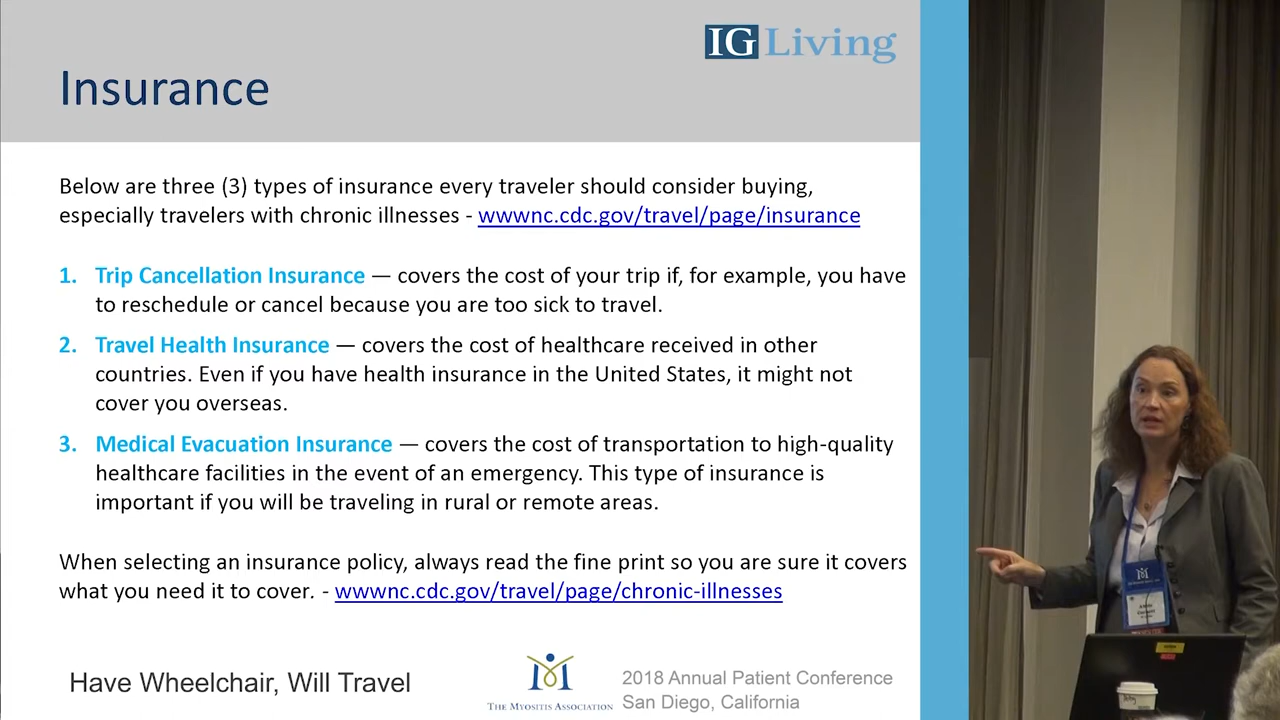 IG Living
Insurance
Below are three (3) types of insurance every traveler should consider buying,
especially travelers with chronic illnesses - wwwnc.cdc.gov/travel/page/insurance
1. Trip Cancellation Insurance — covers the cost of your trip if, for example, you have
to reschedule or cancel because you are too sick to travel.
2. Travel Health Insurance — covers the cost of healthcare received in other
countries. Even if you have health insurance in the United States, it might not
cover you overseas.
3. Medical Evacuation Insurance — covers the cost of transportation to high-quality
healthcare facilities in the event of an emergency. This type of insurance is
important if you will be traveling in rural or remote areas.
When selecting an insurance policy, always read the fine print so you are sure it covers
what you need it to cover. - wwwnc.cdc.gov/travel/page/chronic-illnesses
Have Wheelchair, Will Travel
THE MYOSITIS ASSOCIATION
2018 Annual Patient Conference
San Diego, California